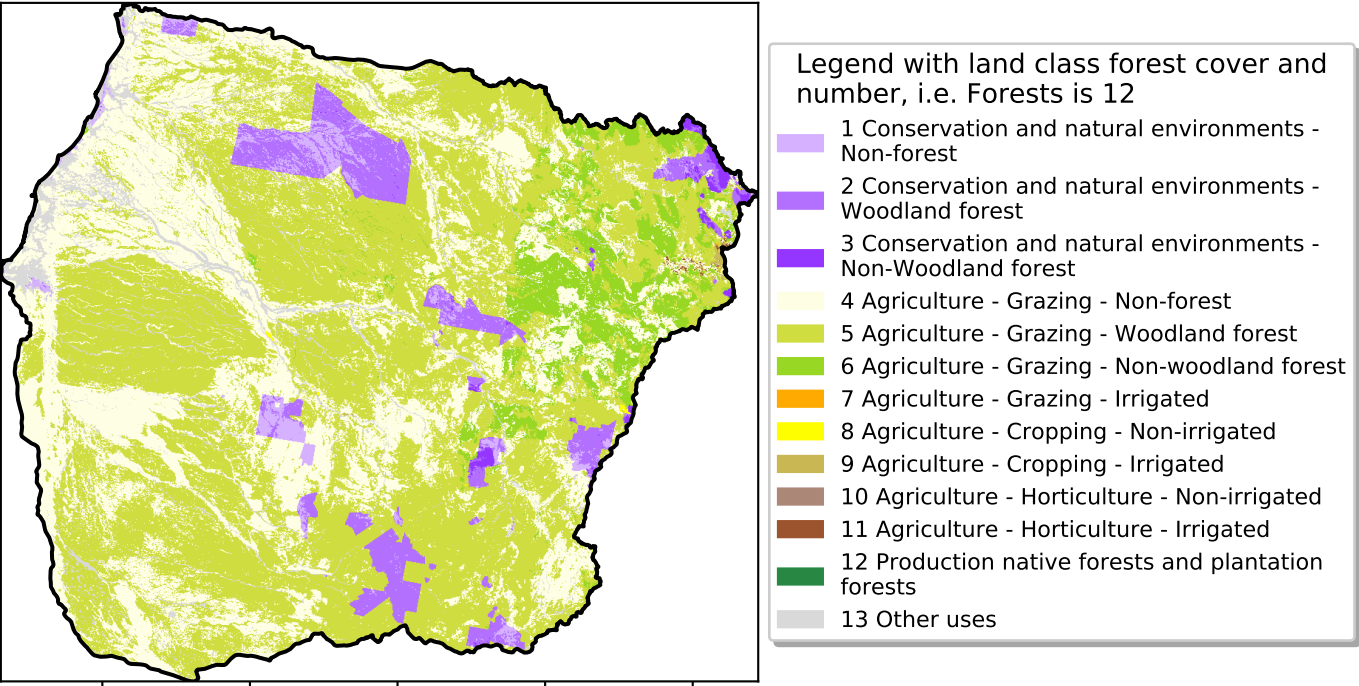 Legend with land class forest cover and
number, i.e. Forests is 12
1 Conservation and natural environments -
Non-forest
2 Conservation and natural environments -
Woodland forest
3 Conservation and natural environments -
Non-Woodland forest
4 Agriculture - Grazing - Non-forest
5 Agriculture - Grazing - Woodland forest
6 Agriculture - Grazing - Non-woodland forest
7 Agriculture - Grazing - Irrigated
8 Agriculture - Cropping - Non-irrigated
9 Agriculture - Cropping - Irrigated
10 Agriculture - Horticulture - Non-irrigated
11 Agriculture - Horticulture - Irrigated
12 Production native forests and plantation
forests
13 Other uses